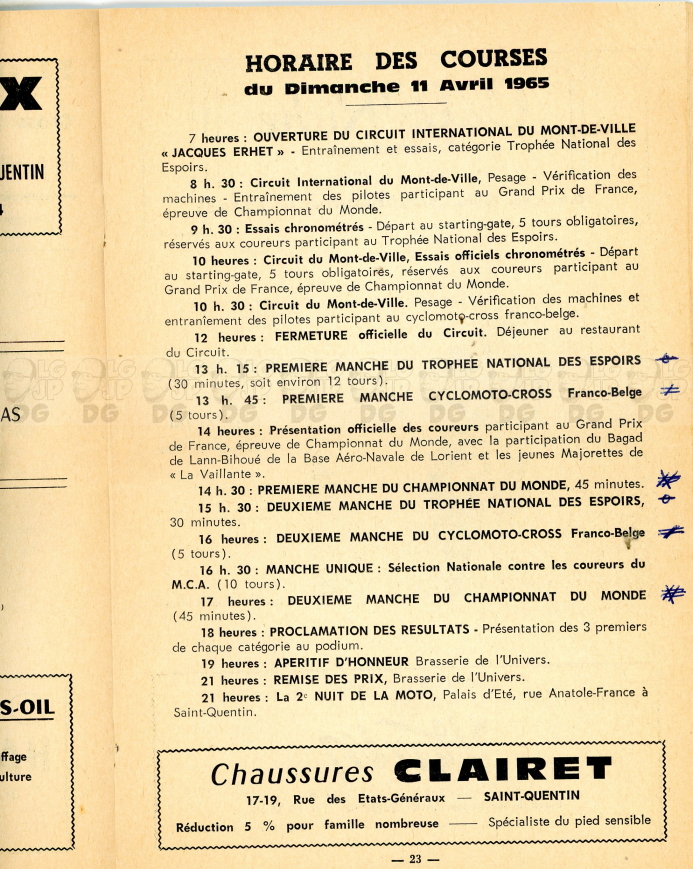 HORAIRE DES COURSES
du Dimanche 11 Avril 1965
7 heures : OUVERTURE DU CIRCUIT INTERNATIONAL DU MONT-DE-VILLE
« JACQUES ERHET » - Entraînement et essais, catégorie Trophée National des
Espoirs.
8 h. 30 : Circuit International du Mont-de-Ville, Pesage - Vérification des
machines - Entraînement des pilotes participant au Grand Prix de France,
épreuve de Championnat du Monde.
9 h. 30 : Essais chronométrés - Départ au starting-gate, 5 tours obligatoires,
réservés aux coureurs participant au Trophée National des Espoirs.
10 heures : Circuit du Mont-de-Ville, Essais officiels chronométrés - Départ
au starting-gate, 5 tours obligatoires, réservés aux coureurs participant au
Grand Prix de France, épreuve de Championnat du Monde.
10 h. 30 : Circuit du Mont-de-Ville. Pesage - Vérification des machines et
entranîement des pilotes participant au cyclomoto-cross franco-belge.
12 heures : FERMETURE officielle du Circuit. Déjeuner au restaurant
du Circuit.
13 h. 15 : PREMIERE MANCHE DU TROPHEE NATIONAL DES ESPOIRS
(30 minutes, soit environ 12 tours).
13 h. 45 : PREMIERE MANCHE CYCLOMOTO-CROSS Franco-Belge
(5 tours).
14 heures : Présentation officielle des coureurs participant au Grand Prix
de France, épreuve de Championnat du Monde, avec la participation du Bagad
de Lann-Bihoué de la Base Aéro-Navale de Lorient et les jeunes Majorettes de
« La Vaillante ».
14 h. 30 : PREMIERE MANCHE DU CHAMPIONNAT DU MONDE, 45 minutes.
15 h. 30 : DEUXIEME MANCHE DU TROPHÉE NATIONAL DES ESPOIRS,
30 minutes.
16 heures : DEUXIEME MANCHE DU CYCLOMOTO-CROSS Franco-Belge
(5 tours).
16 h. 30 : MANCHE UNIQUE : Sélection Nationale contre les coureurs du
M.C.A. (10 tours).
17 heures : DEUXIEME MANCHE DU CHAMPIONNAT DU MONDE
(45 minutes).
18 heures : PROCLAMATION DES RESULTATS - Présentation des 3 premiers
de chaque catégorie au podium.
19 heures : APERITIF D'HONNEUR Brasserie de l'Univers.
21 heures : REMISE DES PRIX, Brasserie de l'Univers.
21 heures : La 2e NUIT DE LA MOTO, Palais d'Eté, rue Anatole-France à
Saint-Quentin.
Chaussures CLAIRET
17-19, Rue des Etats-Généraux — SAINT-QUENTIN
Réduction 5 % pour famille nombreuse — Spécialiste du pied sensible
— 23 —
X
UENTIN
4
AS
S-OIL
ffage
ulture